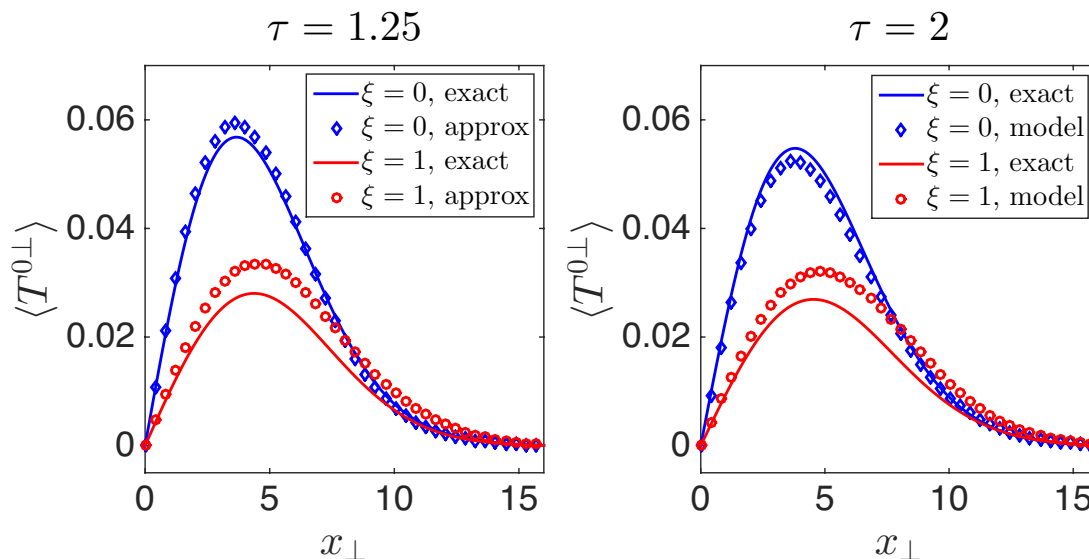 τ = 1.25
⟨T^{0⊥}⟩
0.06
0.04
0.02
0
0 5 10 15
x_⊥
ξ = 0, exact
ξ = 0, approx
ξ = 1, exact
ξ = 1, approx
τ = 2
⟨T^{0⊥}⟩
0.06
0.04
0.02
0
0 5 10 15
x_⊥
ξ = 0, exact
ξ = 0, model
ξ = 1, exact
ξ = 1, model